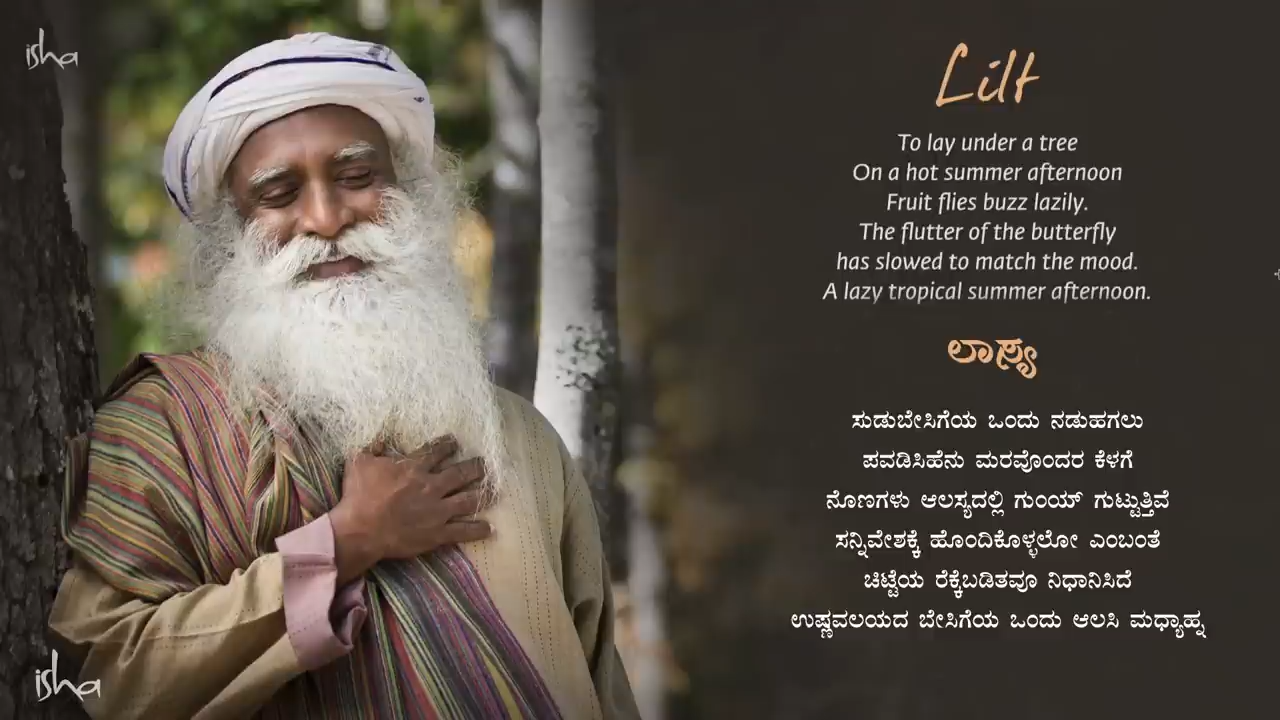 isha
Lilt
To lay under a tree
On a hot summer afternoon
Fruit flies buzz lazily.
The flutter of the butterfly
has slowed to match the mood.
A lazy tropical summer afternoon.
ಲಾಸ್ಯ
ಸುಡುಬೇಸಿಗೆಯ ಒಂದು ನಡುಹಗಲು
ಪವಡಿಸಿಹೆನು ಮರವೊಂದರ ಕೆಳಗೆ
ನೊಣಗಳು ಆಲಸ್ಯದಲ್ಲಿ ಗುಂಯ್ ಗುಟ್ಟುತ್ತಿವೆ
ಸನ್ನಿವೇಶಕ್ಕೆ ಹೊಂದಿಕೊಳ್ಳಲೋ ಎಂಬಂತೆ
ಚಿಟ್ಟೆಯ ರೆಕ್ಕೆಬಡಿತವೂ ನಿಧಾನಿಸಿದೆ
ಉಷ್ಣವಲಯದ ಬೇಸಿಗೆಯ ಒಂದು ಆಲಸಿ ಮಧ್ಯಾಹ್ನ
isha